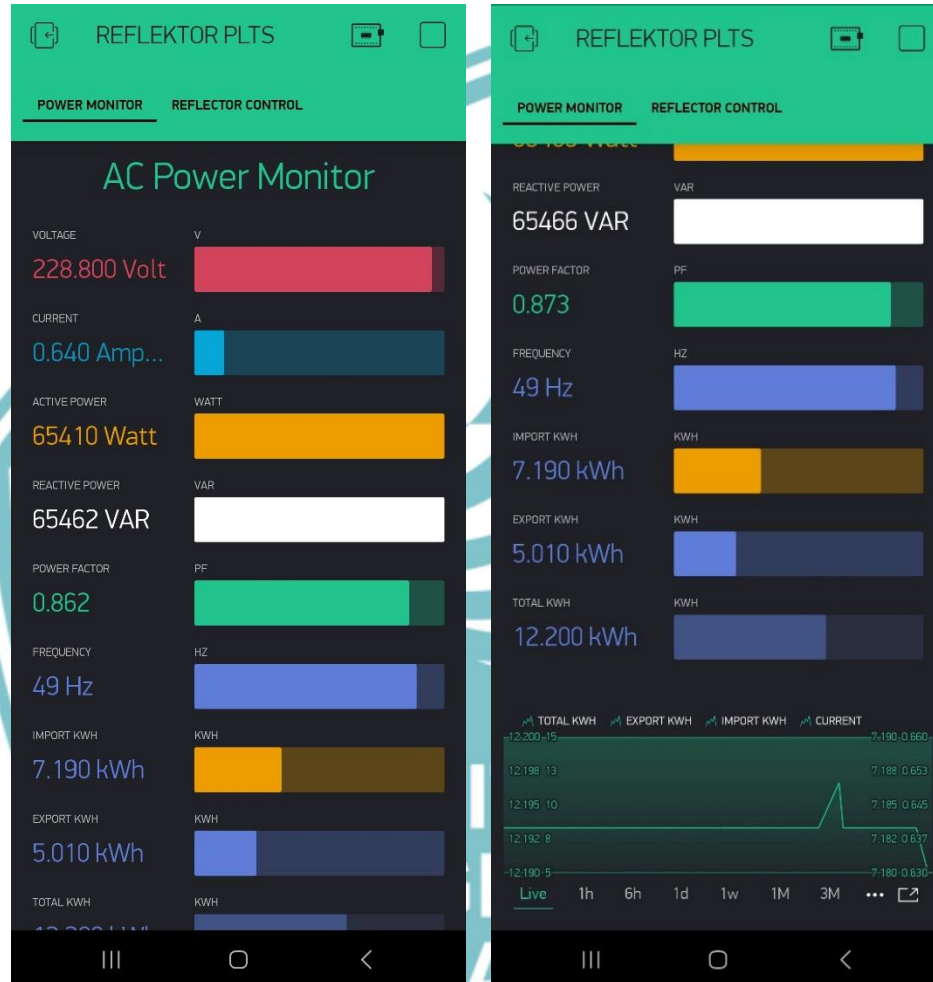 REFLEKTOR PLTS
POWER MONITOR REFLECTOR CONTROL
AC Power Monitor
VOLTAGE V
228.800 Volt
CURRENT A
0.640 Amp...
ACTIVE POWER WATT
65410 Watt
REACTIVE POWER VAR
65462 VAR
POWER FACTOR PF
0.862
FREQUENCY HZ
49 Hz
IMPORT KWH KWH
7.190 kWh
EXPORT KWH KWH
5.010 kWh
TOTAL KWH KWH
REFLEKTOR PLTS
POWER MONITOR REFLECTOR CONTROL
REACTIVE POWER VAR
65466 VAR
POWER FACTOR PF
0.873
FREQUENCY HZ
49 Hz
IMPORT KWH KWH
7.190 kWh
EXPORT KWH KWH
5.010 kWh
TOTAL KWH KWH
12.200 kWh
TOTAL KWH EXPORT KWH IMPORT KWH CURRENT
12.200 15 7.190 0.660
12.198 13 7.188 0.653
12.195 10 7.185 0.645
12.192 8 7.182 0.637
12.190 5 7.180 0.630
Live 1h 6h 1d 1w 1M 3M ...